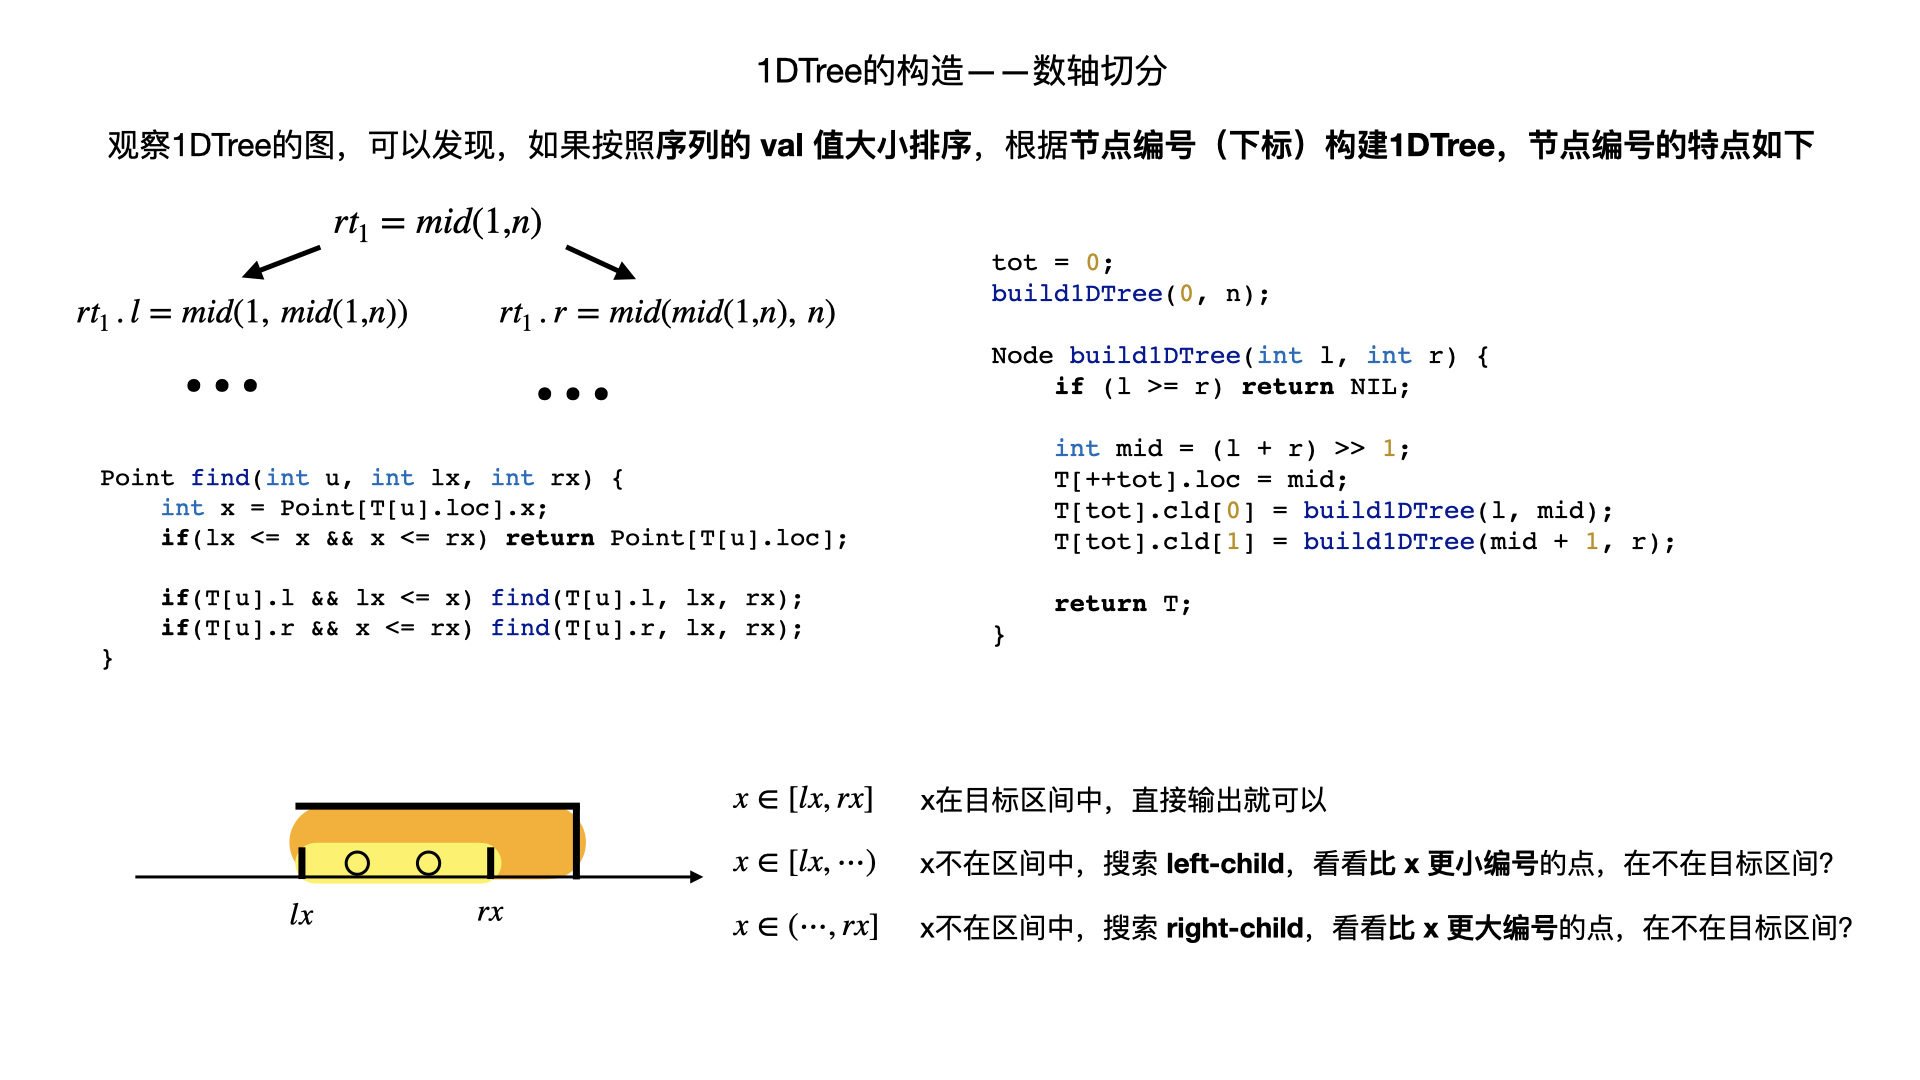 1DTree的构造——数轴切分
观察1DTree的图，可以发现，如果按照序列的 val 值大小排序，根据节点编号（下标）构建1DTree，节点编号的特点如下
rt₁ = mid(1,n)
rt₁ . l = mid(1, mid(1,n))
rt₁ . r = mid(mid(1,n), n)
•••
•••
Point find(int u, int lx, int rx) {
    int x = Point[T[u].loc].x;
    if(lx <= x && x <= rx) return Point[T[u].loc];
    if(T[u].l && lx <= x) find(T[u].l, lx, rx);
    if(T[u].r && x <= rx) find(T[u].r, lx, rx);
}
tot = 0;
build1DTree(0, n);
Node build1DTree(int l, int r) {
    if (l >= r) return NIL;
    int mid = (l + r) >> 1;
    T[++tot].loc = mid;
    T[tot].cld[0] = build1DTree(l, mid);
    T[tot].cld[1] = build1DTree(mid + 1, r);
    return T;
}
lx
rx
x ∈ [lx, rx] x在目标区间中，直接输出就可以
x ∈ [lx, ⋯) x不在区间中，搜索 left-child，看看比 x 更小编号的点，在不在目标区间?
x ∈ (⋯, rx] x不在区间中，搜索 right-child，看看比 x 更大编号的点，在不在目标区间?